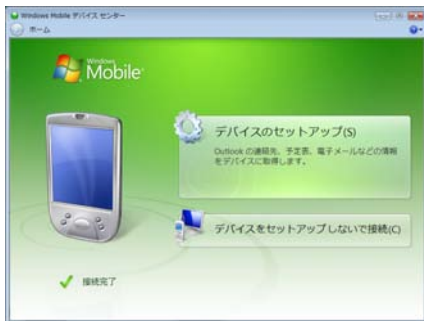 Windows Mobile デバイス センター
ホーム
Windows
Mobile
デバイスのセットアップ(S)
Outlook の連絡先、予定表、電子メールなどの情報
をデバイスに取得します。
デバイスをセットアップしないで接続(C)
接続完了